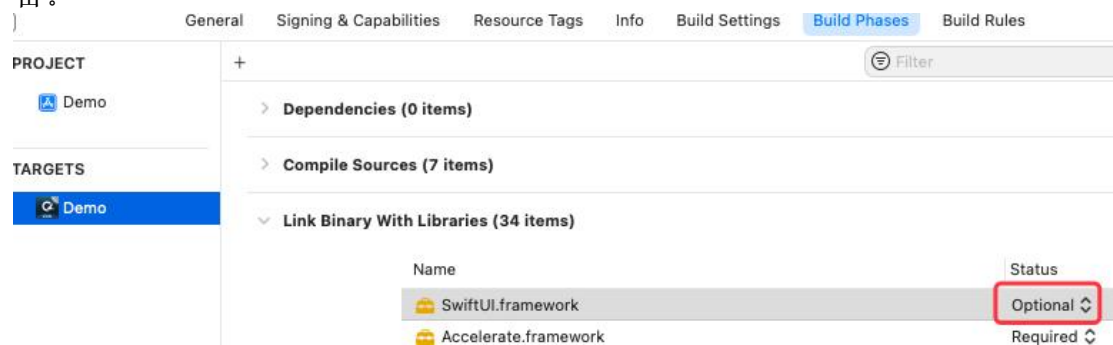 General Signing & Capabilities Resource Tags Info Build Settings Build Phases Build Rules
PROJECT
+
Filter
Demo
Dependencies (0 items)
TARGETS
Compile Sources (7 items)
Demo
Link Binary With Libraries (34 items)
Name Status
SwiftUI.framework Optional
Accelerate.framework Required